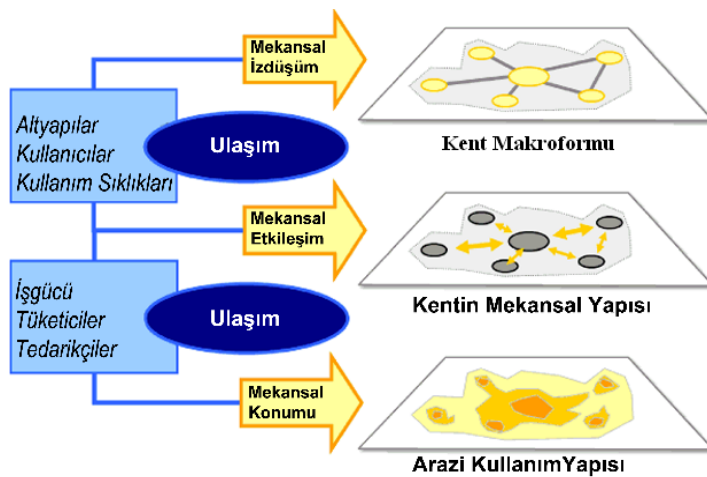 Mekansal
İzdüşüm
Altyapılar
Kullanıcılar
Kullanım Sıklıkları
Ulaşım
Kent Makroformu
Mekansal
Etkileşim
İşgücü
Tüketiciler
Tedarikçiler
Ulaşım
Kentin Mekansal Yapısı
Mekansal
Konumu
Arazi KullanımYapısı